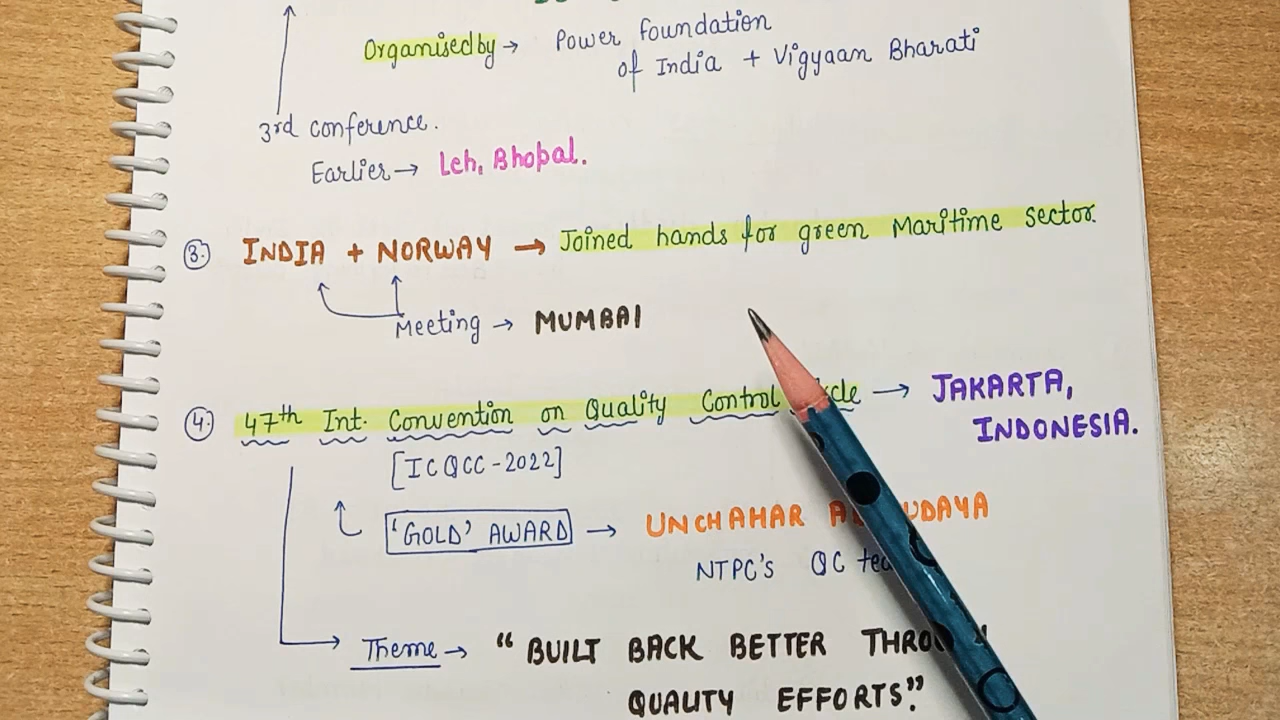 Organised by → Power foundation
of India + Vigyaan Bharati
3rd conference.
Earlier → Leh, Bhopal.
3. INDIA + NORWAY → Joined hands for green Maritime sector.
Meeting → MUMBAI
4. 47th Int. Convention on Quality Control → JAKARTA,
INDONESIA.
[ICQCC-2022]
'GOLD' AWARD → UNCHAHAR
NTPC's QC
Theme → "BUILT BACK BETTER
QUALITY EFFORTS."